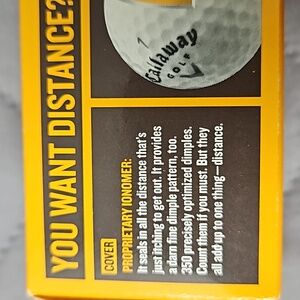 YOU WANT DISTANCE?
COVER
PROPRIETARY IONOMER:
It seals in all the distance that's
just itching to get out. It provides
a darn fine dimple pattern, too.
350 precisely optimized dimples.
Count them if you must. But they
all add up to one thing—distance.
7
Callaway
GOLF